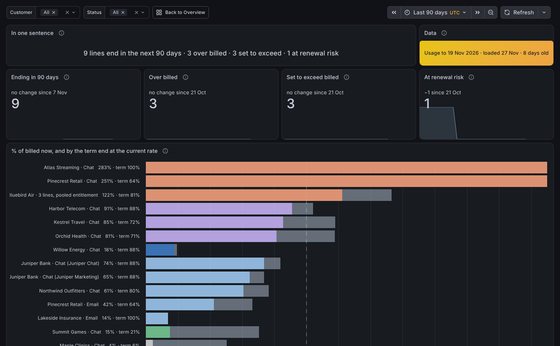 Customer All × × Status All × × Back to Overview Last 90 days UTC Refresh
In one sentence
Data
9 lines end in the next 90 days · 3 over billed · 3 set to exceed · 1 at renewal risk
Usage to 19 Nov 2026 · loaded 27 Nov · 8 days old
Ending in 90 days
Over billed
Set to exceed billed
At renewal risk
no change since 7 Nov
no change since 21 Oct
no change since 21 Oct
−1 since 21 Oct
9
3
3
1
% of billed now, and by the term end at the current rate
Atlas Streaming · Chat 283% · term 100%
Pinecrest Retail · Chat 251% · term 64%
lluebird Air · 3 lines, pooled entitlement 122% · term 81%
Harbor Telecom · Chat 91% · term 88%
Kestrel Travel · Chat 85% · term 72%
Orchid Health · Chat 81% · term 71%
Willow Energy · Chat 18% · term 88%
Juniper Bank · Chat (Juniper Chat) 74% · term 88%
Juniper Bank · Chat (Juniper Marketing) 65% · term 88%
Northwind Outfitters · Chat 61% · term 80%
Pinecrest Retail · Email 42% · term 64%
Lakeside Insurance · Email 14% · term 100%
Summit Games · Chat 15% · term 21%